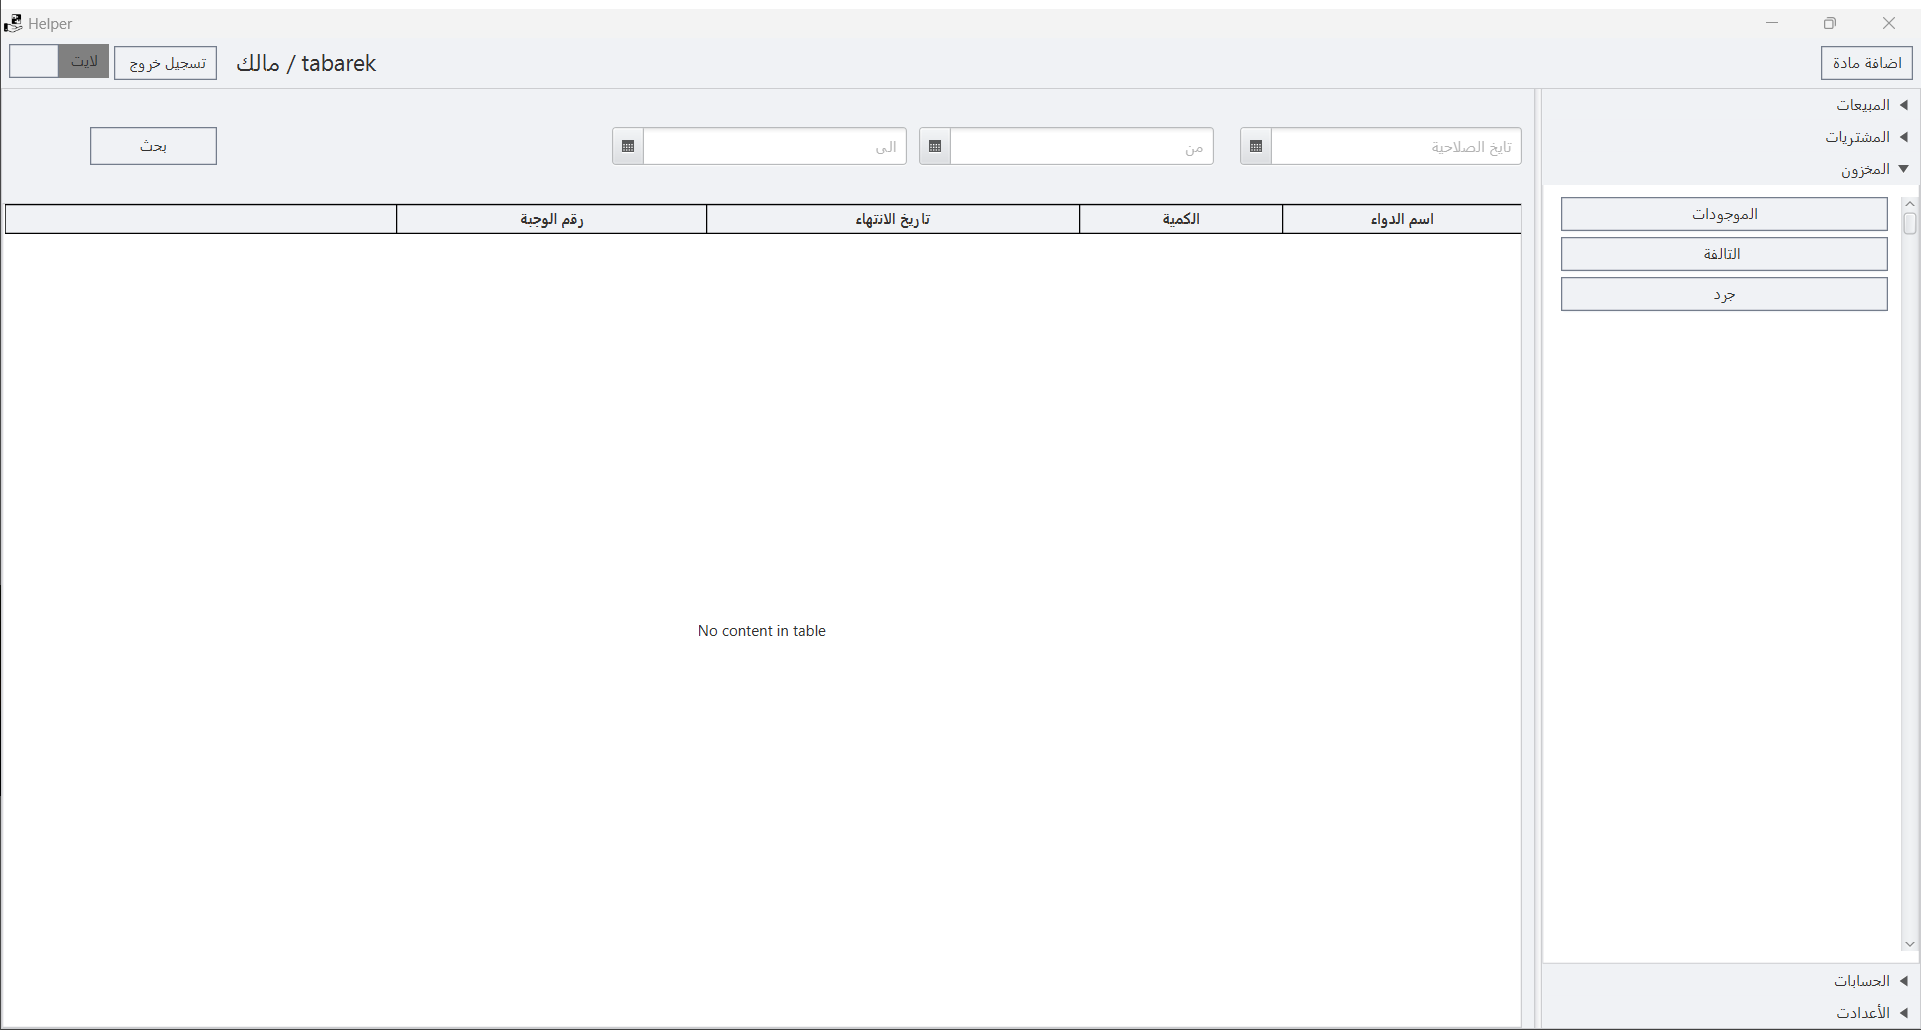 Helper
اضافة مادة
مالك / tabarek
تسجيل خروج
لايت
المبيعات
المشتريات
المخزون
الموجودات
التالفة
جرد
الحسابات
الأعدادت
تايخ الصلاحية
من
الى
بحث
اسم الدواء
الكمية
تاريخ الانتهاء
رقم الوجبة
No content in table